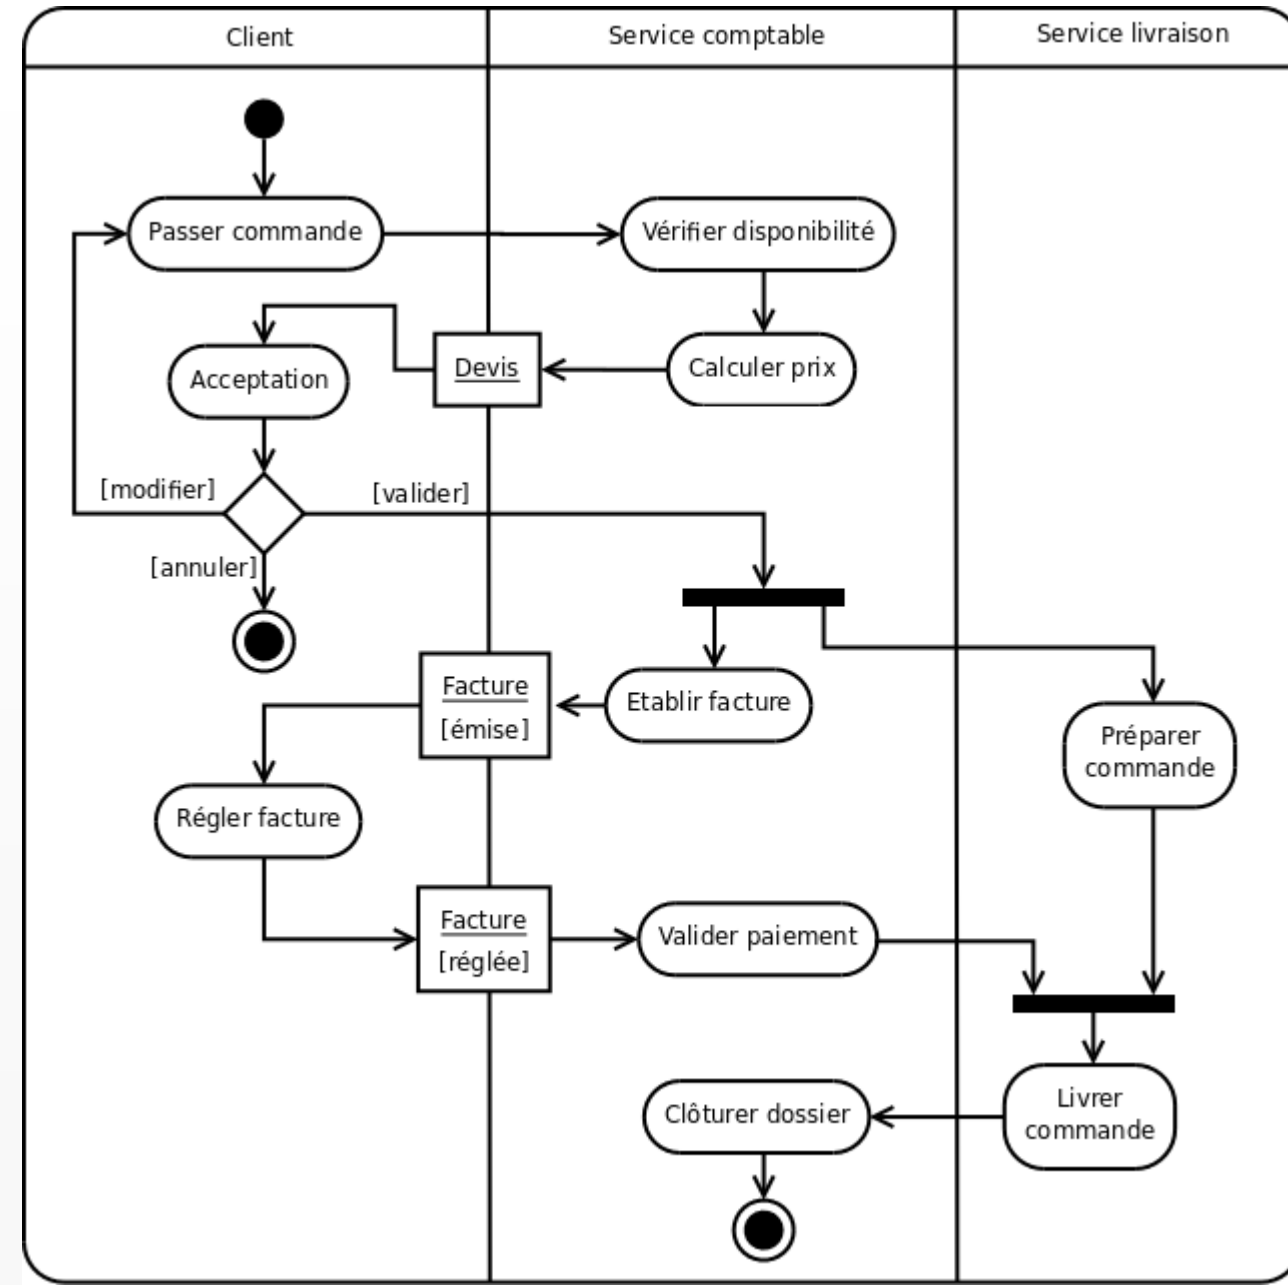 Client
Service comptable
Service livraison
Passer commande
Vérifier disponibilité
Devis
Calculer prix
Acceptation
[modifier]
[valider]
[annuler]
Facture
[émise]
Etablir facture
Préparer
commande
Régler facture
Facture
[réglée]
Valider paiement
Clôturer dossier
Livrer
commande